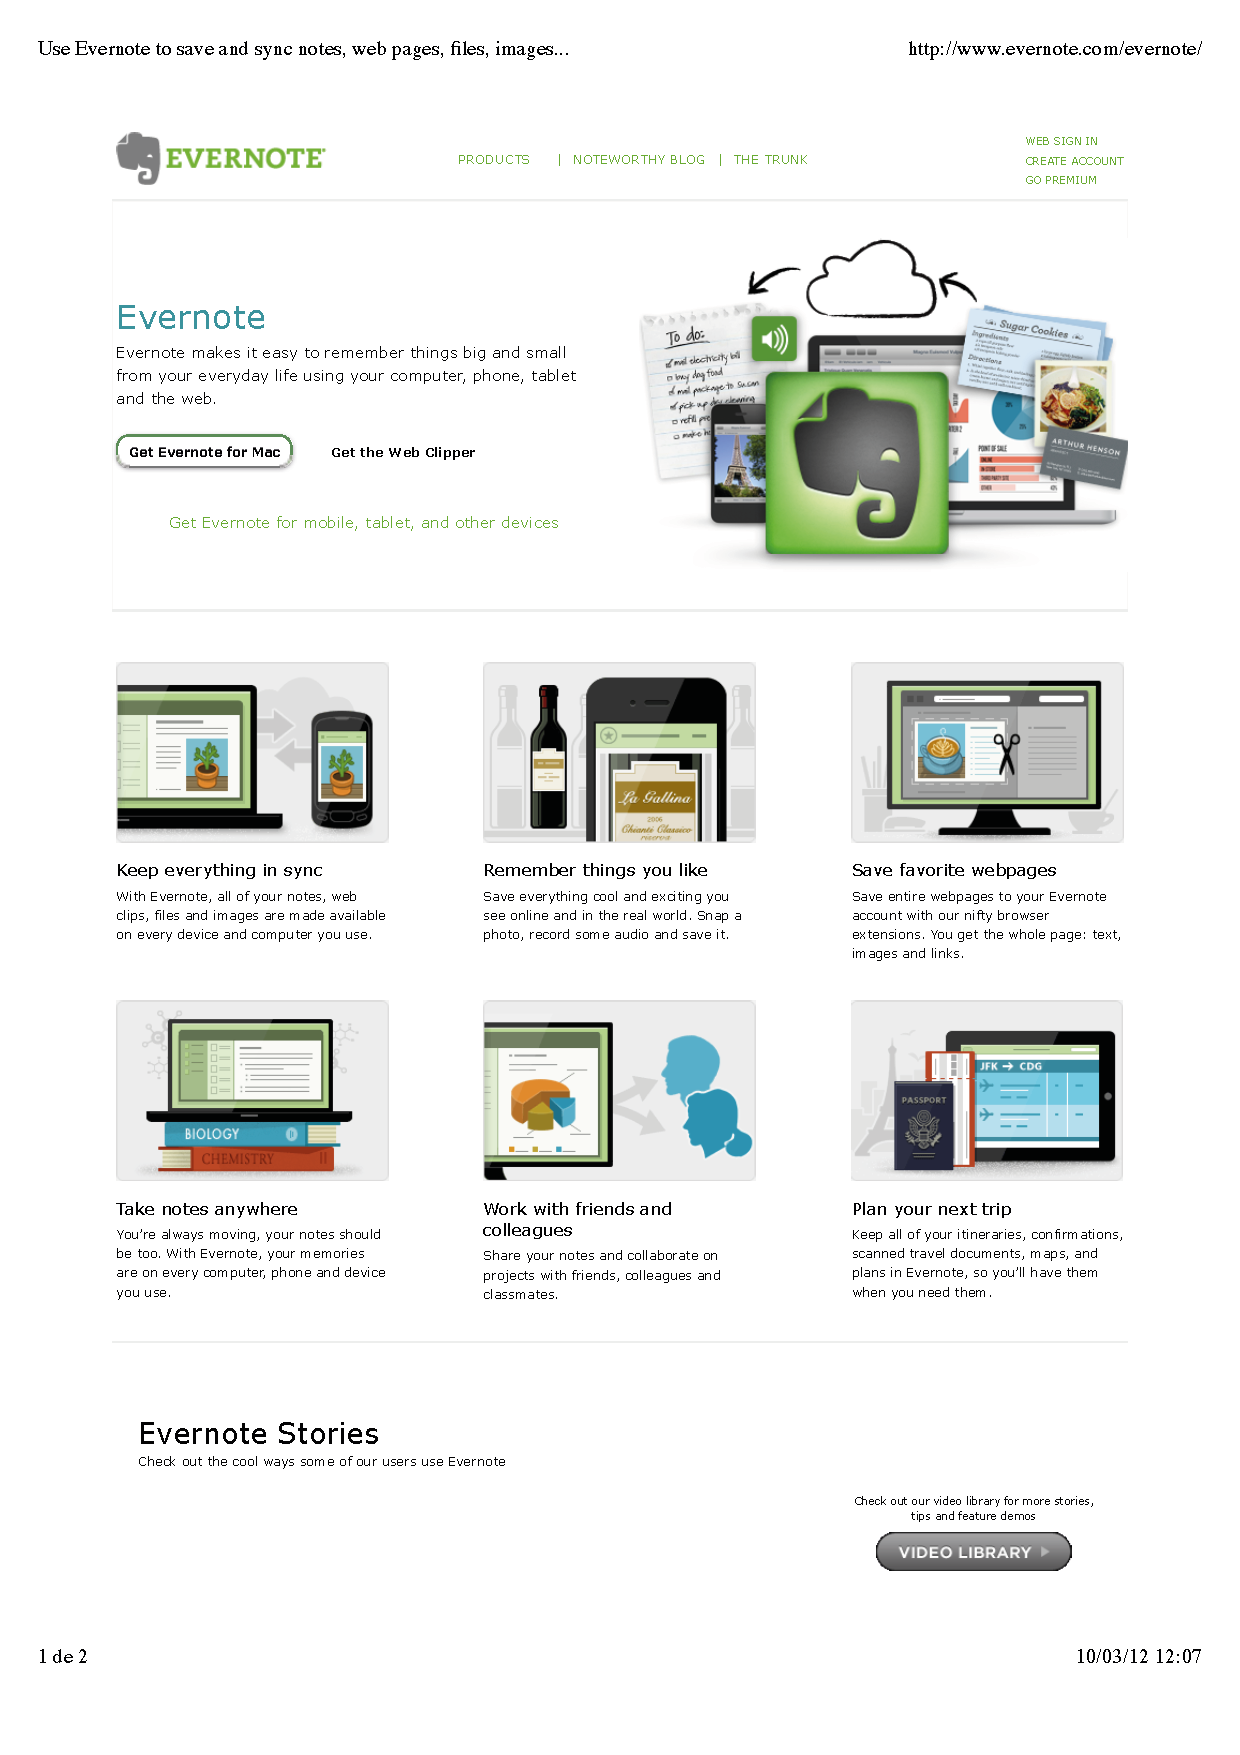 Use Evernote to save and sync notes, web pages, files, images...
http://www.evernote.com/evernote/
EVERNOTE
PRODUCTS | NOTEWORTHY BLOG | THE TRUNK
WEB SIGN IN
CREATE ACCOUNT
GO PREMIUM
Evernote
Evernote makes it easy to remember things big and small
from your everyday life using your computer, phone, tablet
and the web.
Get Evernote for Mac
Get the Web Clipper
Get Evernote for mobile, tablet, and other devices
To do:
mail electricity bill
buy dog food
mail package to Susan
pick up dry cleaning
refill
make
Sugar Cookies
Ingredients
Directions
POINT OF SALE
ONLINE
IN-STORE
THIRD PARTY SITE
OTHER
ARTHUR HENSON
La Gallina
2006
Chianti Classico
riserva
Keep everything in sync
With Evernote, all of your notes, web
clips, files and images are made available
on every device and computer you use.
Remember things you like
Save everything cool and exciting you
see online and in the real world. Snap a
photo, record some audio and save it.
Save favorite webpages
Save entire webpages to your Evernote
account with our nifty browser
extensions. You get the whole page: text,
images and links.
BIOLOGY
CHEMISTRY II
JFK → CDG
PASSPORT
Take notes anywhere
You're always moving, your notes should
be too. With Evernote, your memories
are on every computer, phone and device
you use.
Work with friends and
colleagues
Share your notes and collaborate on
projects with friends, colleagues and
classmates.
Plan your next trip
Keep all of your itineraries, confirmations,
scanned travel documents, maps, and
plans in Evernote, so you'll have them
when you need them.
Evernote Stories
Check out the cool ways some of our users use Evernote
Check out our video library for more stories,
tips and feature demos
VIDEO LIBRARY
1 de 2
10/03/12 12:07